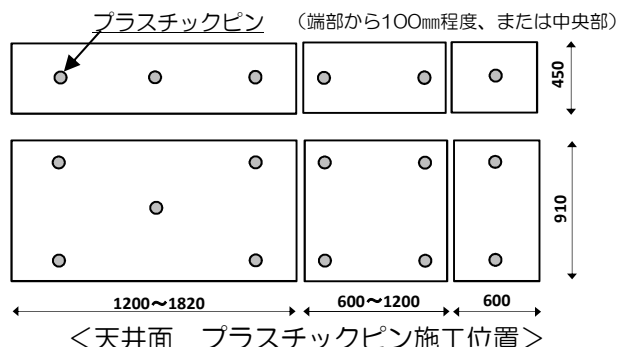 プラスチックピン （端部から100㎜程度、または中央部）
450
910
1200～1820 600～1200 600
＜天井面 プラスチックピン施工位置＞